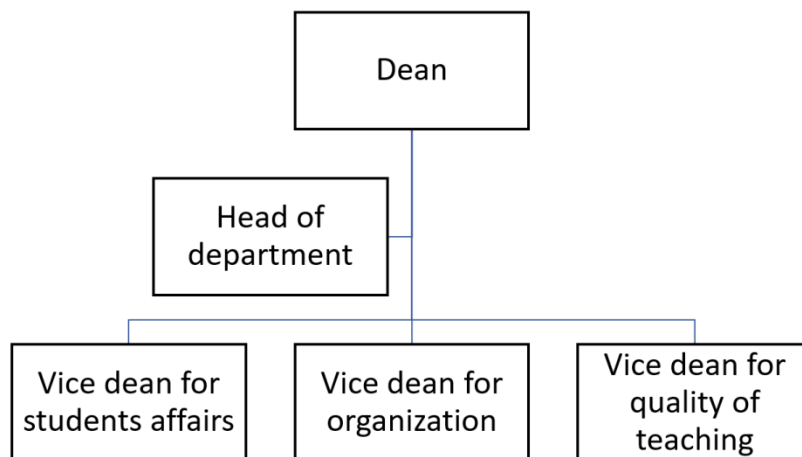 Dean
Head of
department
Vice dean for
students affairs
Vice dean for
organization
Vice dean for
quality of
teaching